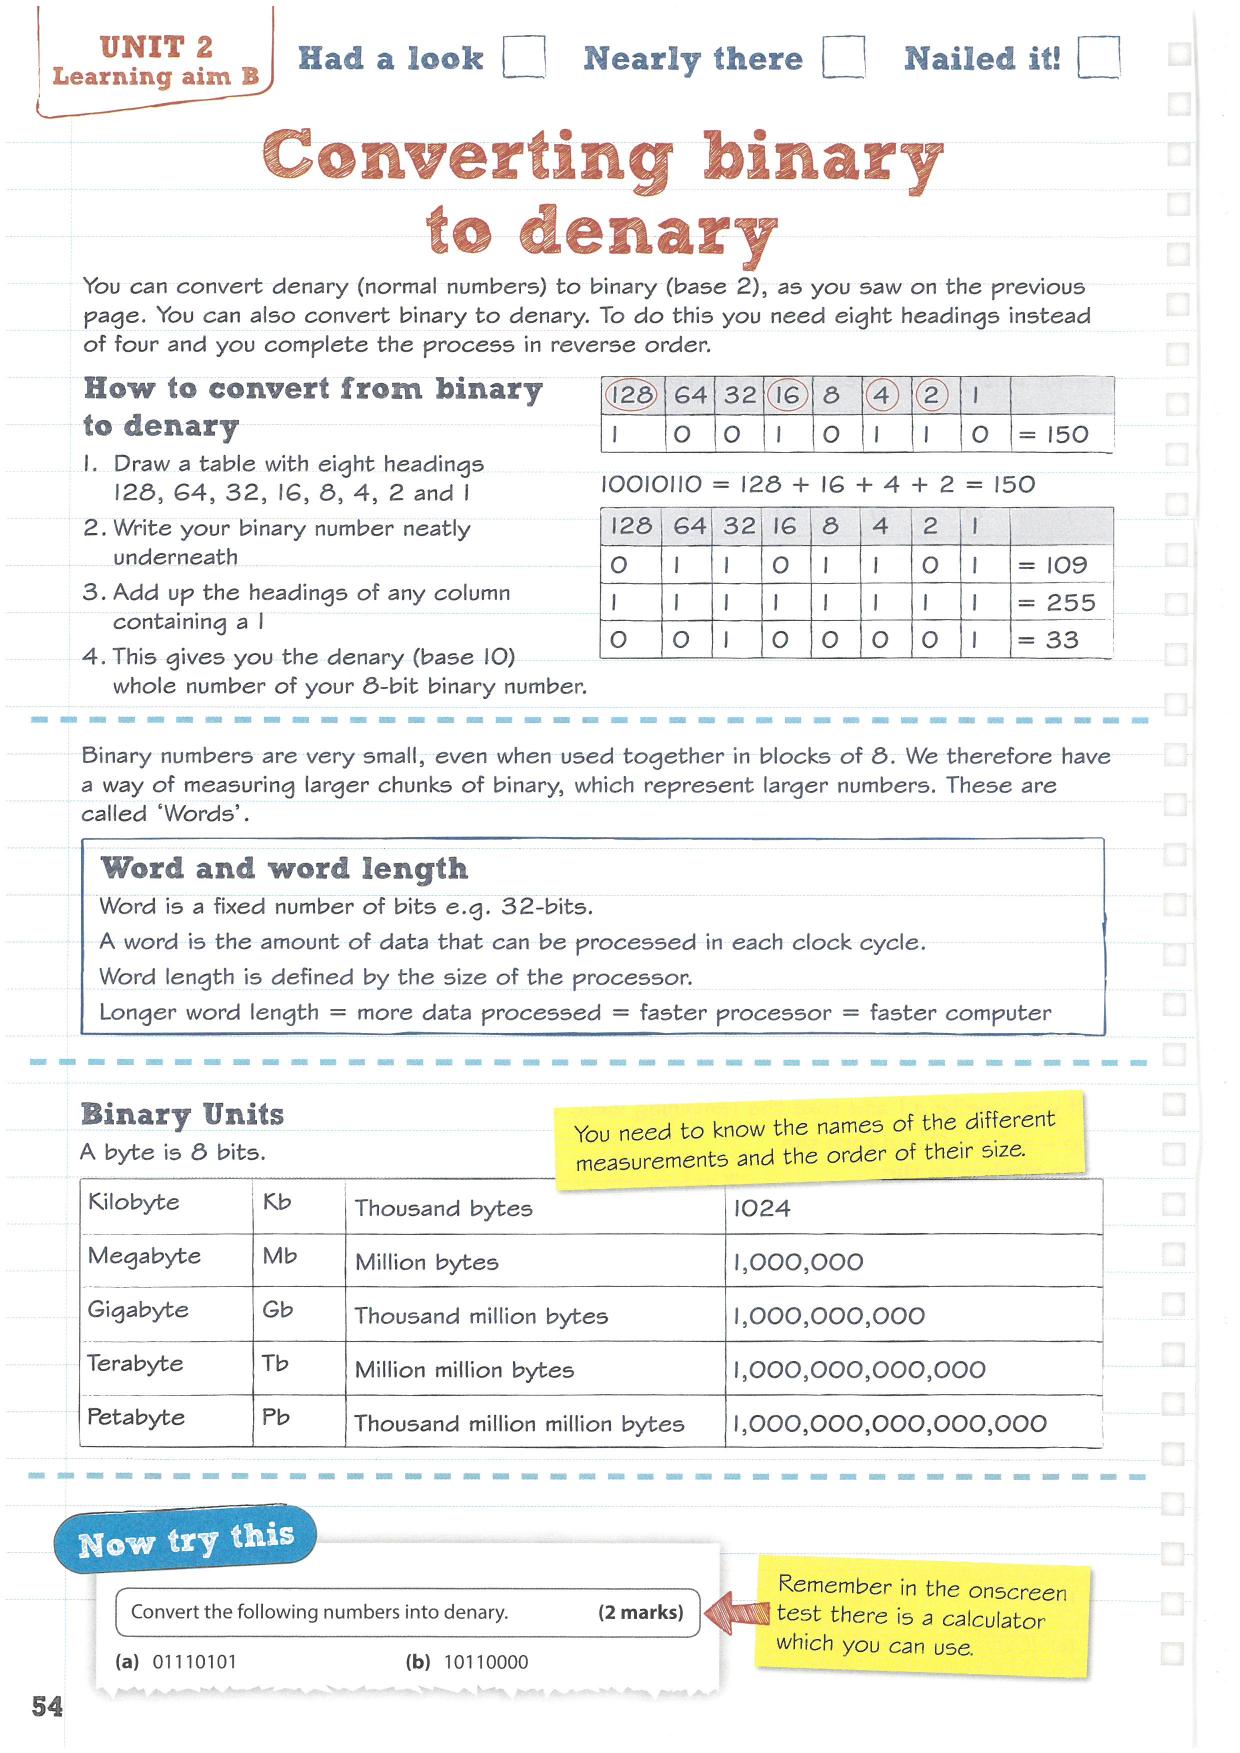 UNIT 2
Learning aim B
Had a look Nearly there Nailed it!
Converting binary
to denary
You can convert denary (normal numbers) to binary (base 2), as you saw on the previous
page. You can also convert binary to denary. To do this you need eight headings instead
of four and you complete the process in reverse order.
How to convert from binary
to denary
1. Draw a table with eight headings
128, 64, 32, 16, 8, 4, 2 and 1
2. Write your binary number neatly
underneath
3. Add up the headings of any column
containing a 1
4. This gives you the denary (base 10)
whole number of your 8-bit binary number.
128 64 32 16 8 4 2 1
1 0 0 1 0 1 1 0 = 150
10010110 = 128 + 16 + 4 + 2 = 150
128 64 32 16 8 4 2 1
0 1 1 0 1 1 0 1 = 109
1 1 1 1 1 1 1 1 = 255
0 0 1 0 0 0 0 1 = 33
Binary numbers are very small, even when used together in blocks of 8. We therefore have
a way of measuring larger chunks of binary, which represent larger numbers. These are
called ‘Words’.
Word and word length
Word is a fixed number of bits e.g. 32-bits.
A word is the amount of data that can be processed in each clock cycle.
Word length is defined by the size of the processor.
Longer word length = more data processed = faster processor = faster computer
Binary Units
A byte is 8 bits.
You need to know the names of the different
measurements and the order of their size.
Kilobyte Kb Thousand bytes 1024
Megabyte Mb Million bytes 1,000,000
Gigabyte Gb Thousand million bytes 1,000,000,000
Terabyte Tb Million million bytes 1,000,000,000,000
Petabyte Pb Thousand million million bytes 1,000,000,000,000,000
Now try this
Convert the following numbers into denary. (2 marks)
(a) 01110101 (b) 10110000
Remember in the onscreen
test there is a calculator
which you can use.
54